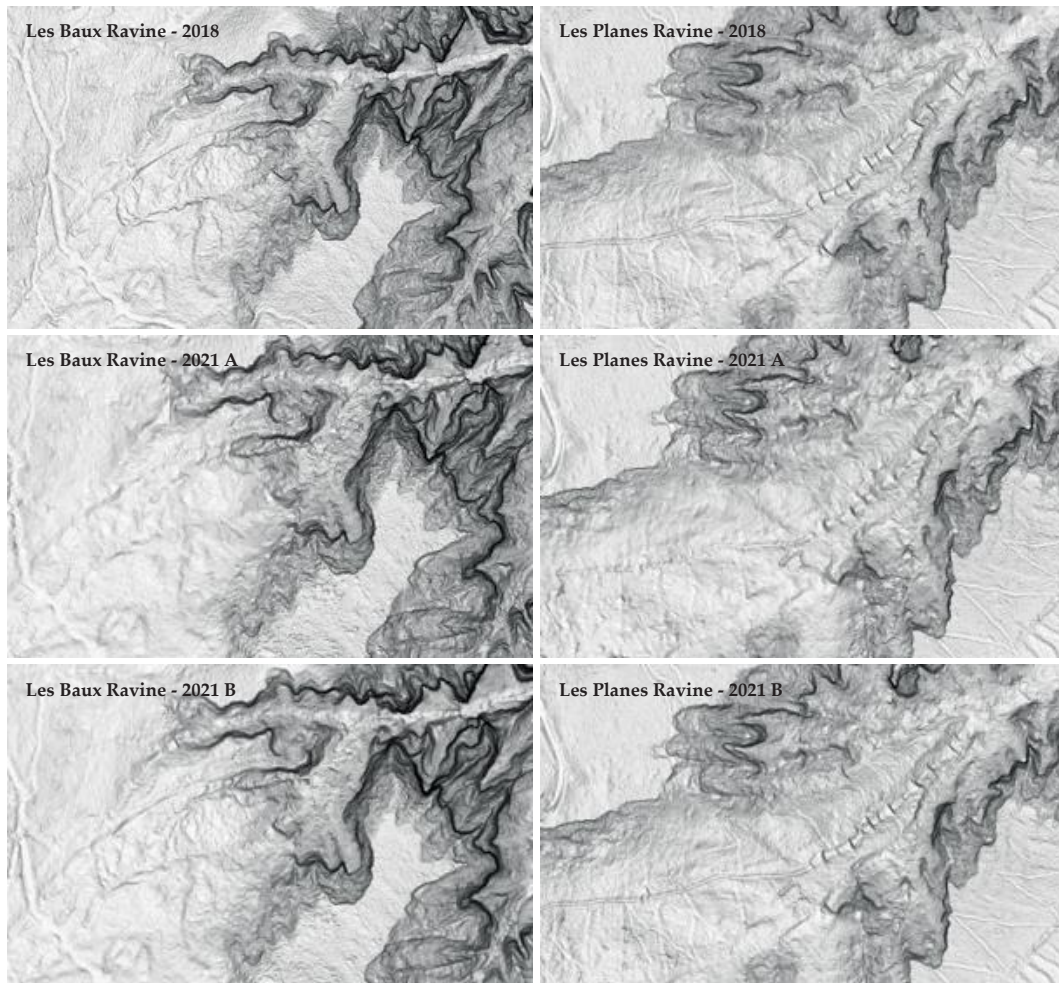 Les Baux Ravine - 2018
Les Planes Ravine - 2018
Les Baux Ravine - 2021 A
Les Planes Ravine - 2021 A
Les Baux Ravine - 2021 B
Les Planes Ravine - 2021 B